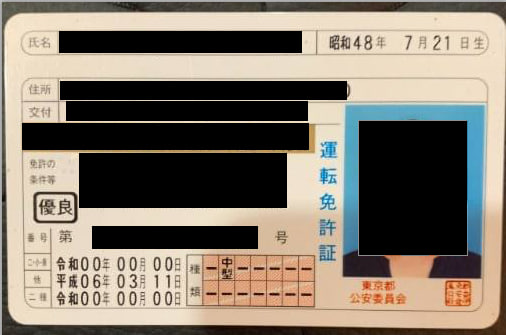 氏名 昭和48年 7月21日生
住所
交付
免許の
条件等
運転免許証
優良
番号 第 号
二・小・原 令和00年00月00日
他 平成06年03月11日
二種 令和00年00月00日
種類 中型
東京都
公安委員会